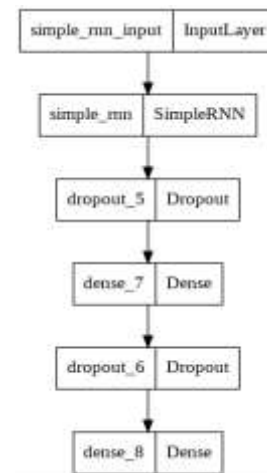 simple_rnn_input InputLayer
simple_rnn SimpleRNN
dropout_5 Dropout
dense_7 Dense
dropout_6 Dropout
dense_8 Dense